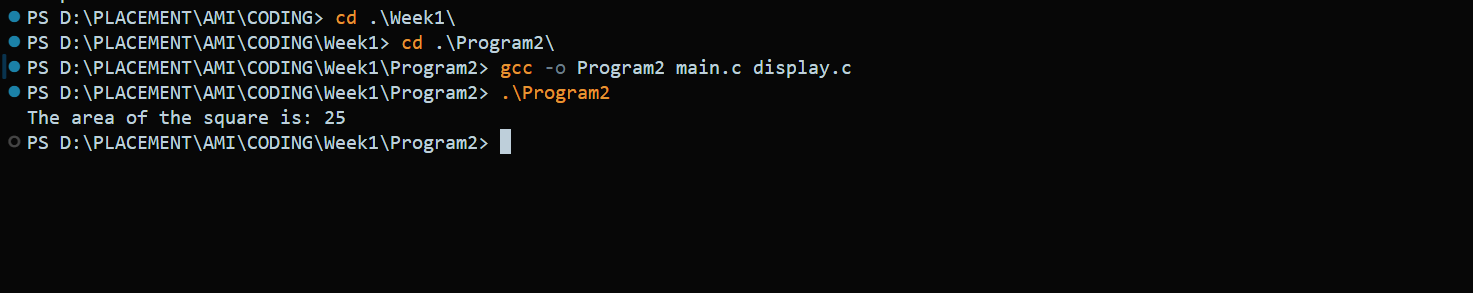 PS D:\PLACEMENT\AMI\CODING> cd .\Week1\
PS D:\PLACEMENT\AMI\CODING\Week1> cd .\Program2\
PS D:\PLACEMENT\AMI\CODING\Week1\Program2> gcc -o Program2 main.c display.c
PS D:\PLACEMENT\AMI\CODING\Week1\Program2> .\Program2
The area of the square is: 25
PS D:\PLACEMENT\AMI\CODING\Week1\Program2>